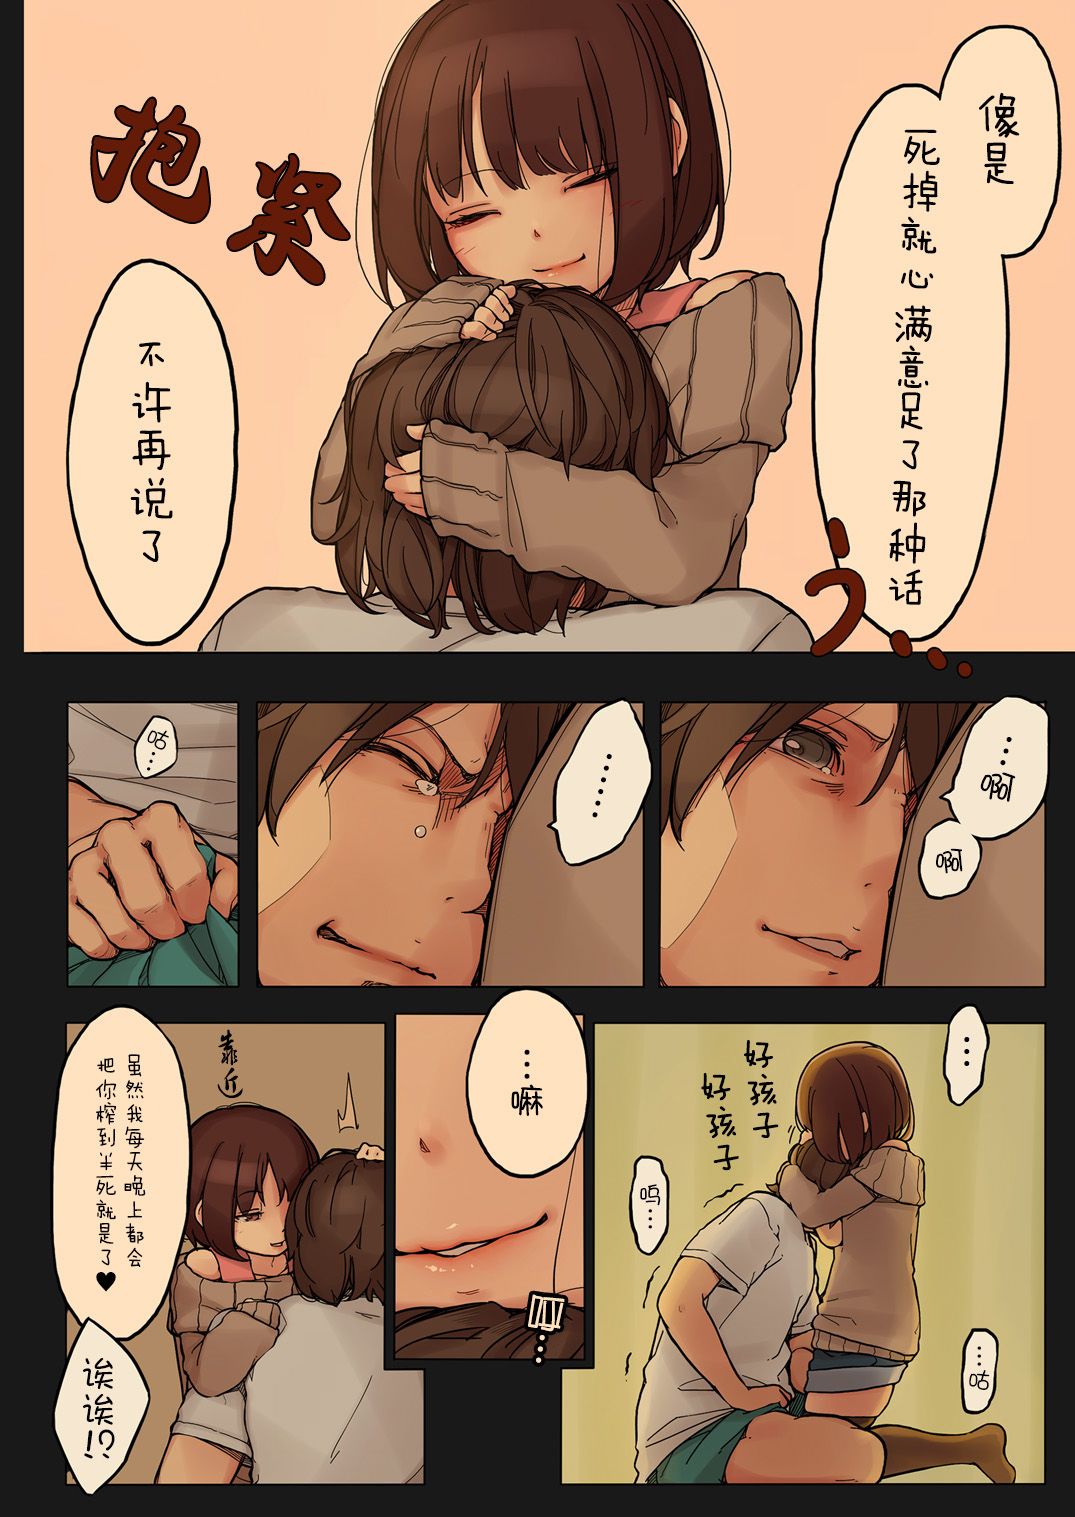 像是
死掉就心满意足了那种话
抱紧
不许再说了
う…
…啊
啊
……
咕…
…
好孩子
好孩子
呜…
…咕
…嘛
靠近
虽然我每天晚上都会
把你榨到半死就是了♥
诶诶!?